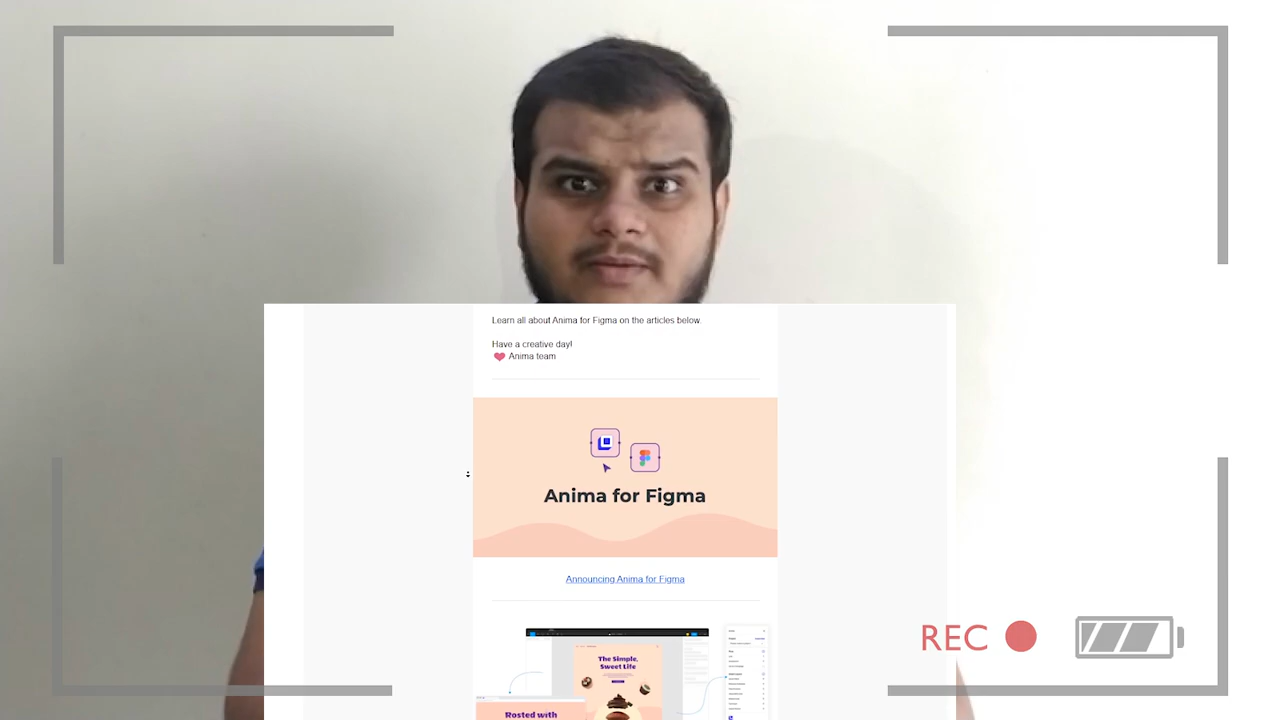 Learn all about Anima for Figma on the articles below.
Have a creative day!
Anima team
Anima for Figma
Announcing Anima for Figma
The Simple,
Sweet Life
Rosted with
REC